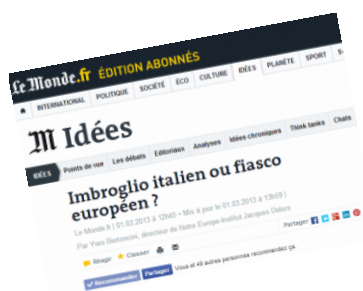 Le Monde.fr ÉDITION ABONNÉS
INTERNATIONAL POLITIQUE SOCIÉTÉ ÉCO CULTURE IDÉES PLANÈTE SPORT S
M Idées
IDÉES Points de vue Les débats Editoriaux Analyses Idées chroniques Think tanks Chats
Imbroglio italien ou fiasco
européen ?
Le Monde.fr | 01.03.2013 à 12h45 • Mis à jour le 01.03.2013 à 13h59 |
Par Yves Bertoncini, directeur de Notre Europe-Institut Jacques Delors
Réagir Classer Partager
Recommander Partager Vous et 49 autres personnes recommandez ça.